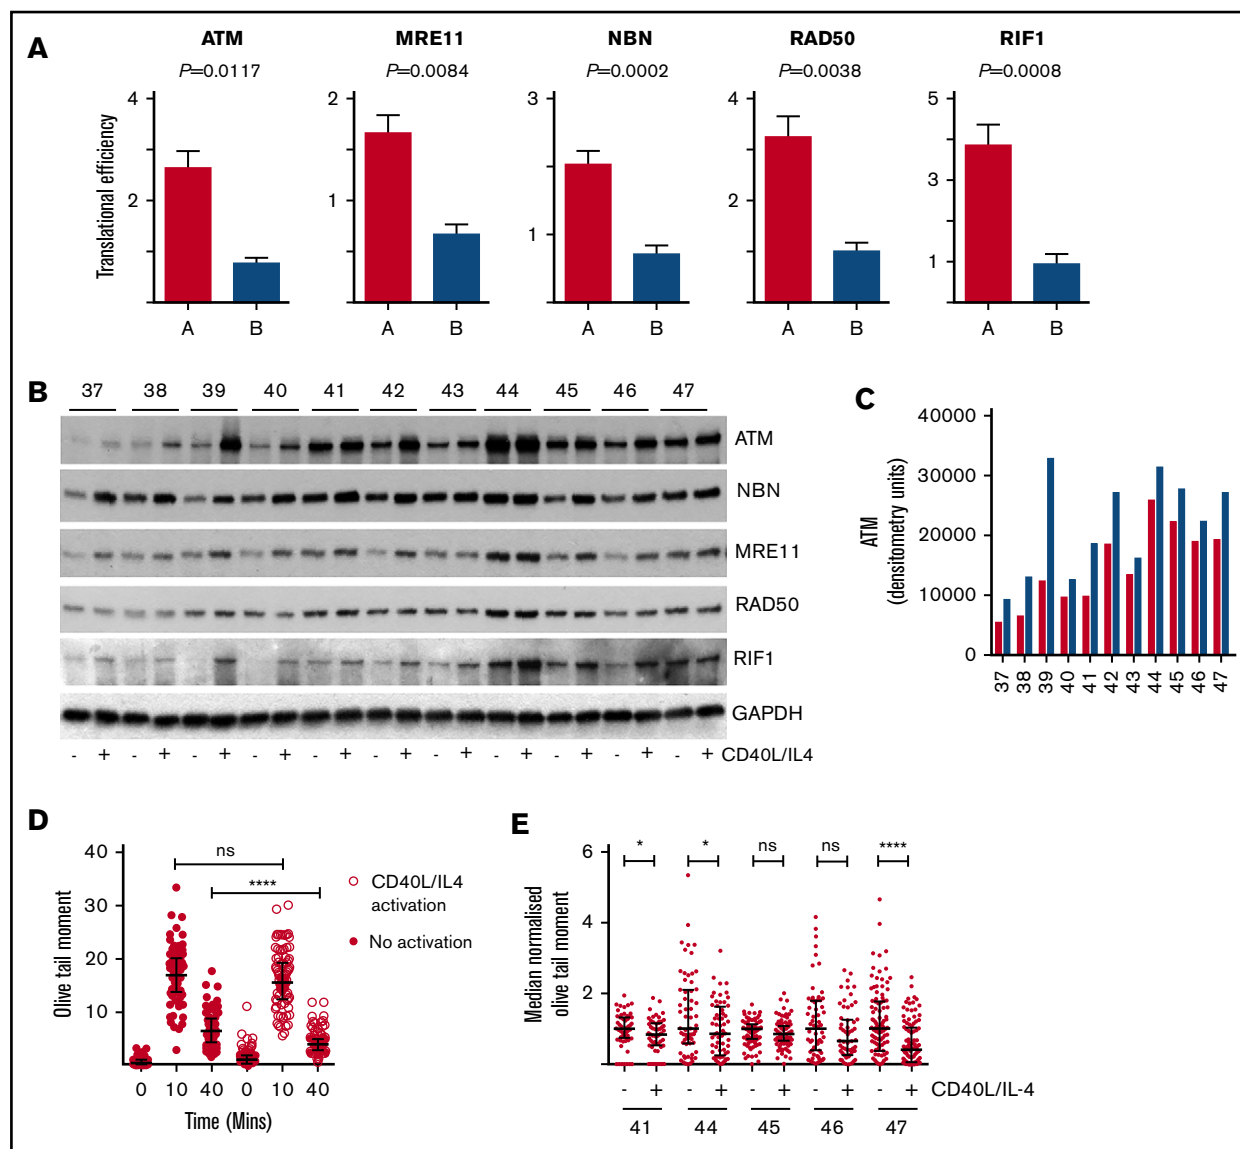 A
ATM MRE11 NBN RAD50 RIF1
P=0.0117 P=0.0084 P=0.0002 P=0.0038 P=0.0008
Translational efficiency
4 2
2 1
3 1
4 2
5 3 1
A B A B A B A B A B
B
37 38 39 40 41 42 43 44 45 46 47
ATM
NBN
MRE11
RAD50
RIF1
GAPDH
- + - + - + - + - + - + - + - + - + - + - + CD40L/IL4
C
ATM
(densitometry units)
40000
30000
20000
10000
0
37 38 39 40 41 42 43 44 45 46 47
D
Olive tail moment
40
30
20
10
ns
****
CD40L/IL4
activation
No activation
0 10 40 0 10 40
Time (Mins)
E
Median normalised
olive tail moment
6
4
2
* * ns ns ****
- + - + - + - + - + CD40L/IL-4
41 44 45 46 47